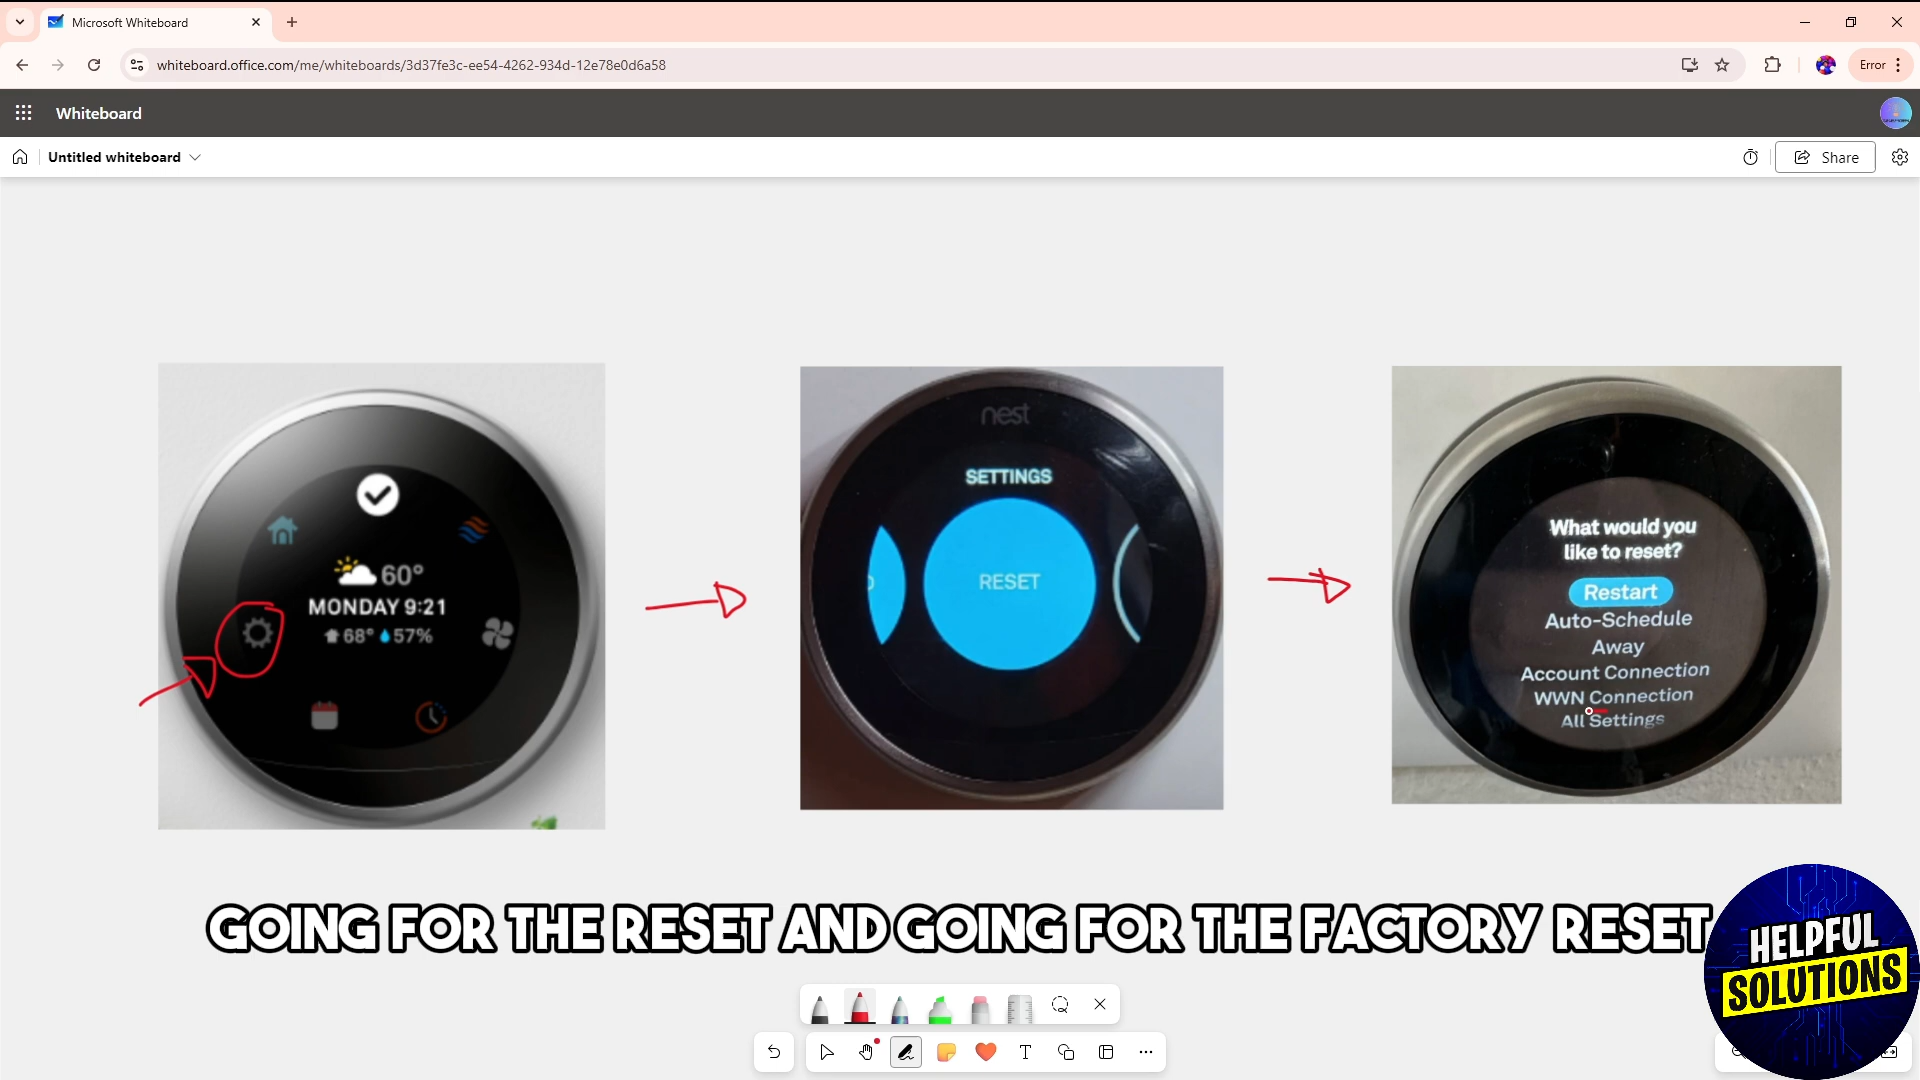 Microsoft Whiteboard
whiteboard.office.com/me/whiteboards/3d37fe3c-ee54-4262-934d-12e78e0d6a58
Error
Whiteboard
Untitled whiteboard
Share
60°
MONDAY 9:21
68° 57%
nest
SETTINGS
RESET
What would you
like to reset?
Restart
Auto-Schedule
Away
Account Connection
WWN Connection
All Settings
GOING FOR THE RESET AND GOING FOR THE FACTORY RESET
HELPFUL
SOLUTIONS